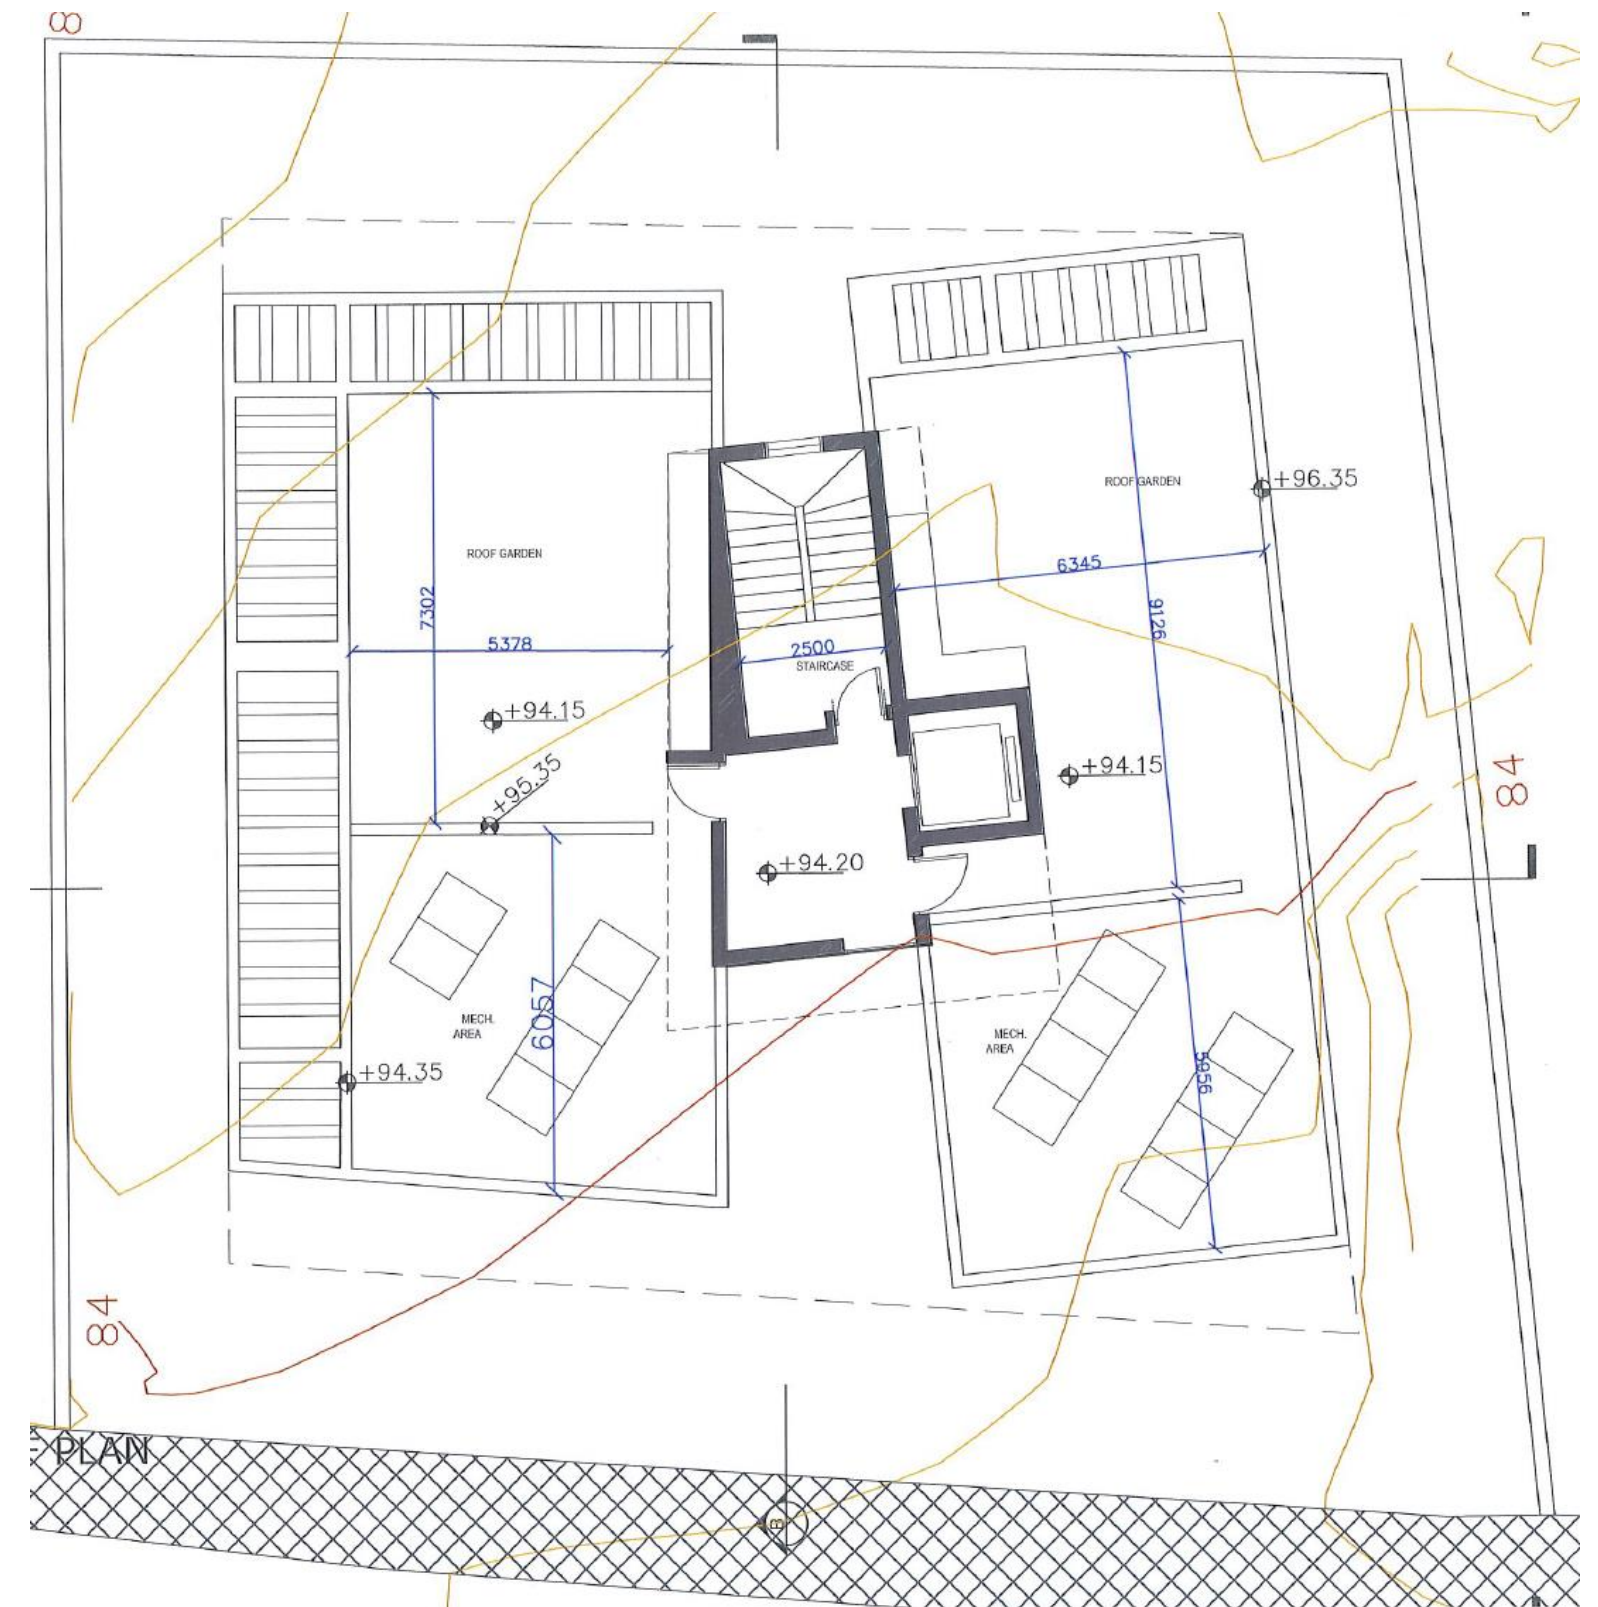 8
+96.35
ROOF GARDEN
ROOF GARDEN
6345
7302
9126
5378
2500
STAIRCASE
+94.15
+94.15
84
+95.35
+94.20
6057
MECH.
AREA
MECH.
AREA
5956
+94.35
84
PLAN
B